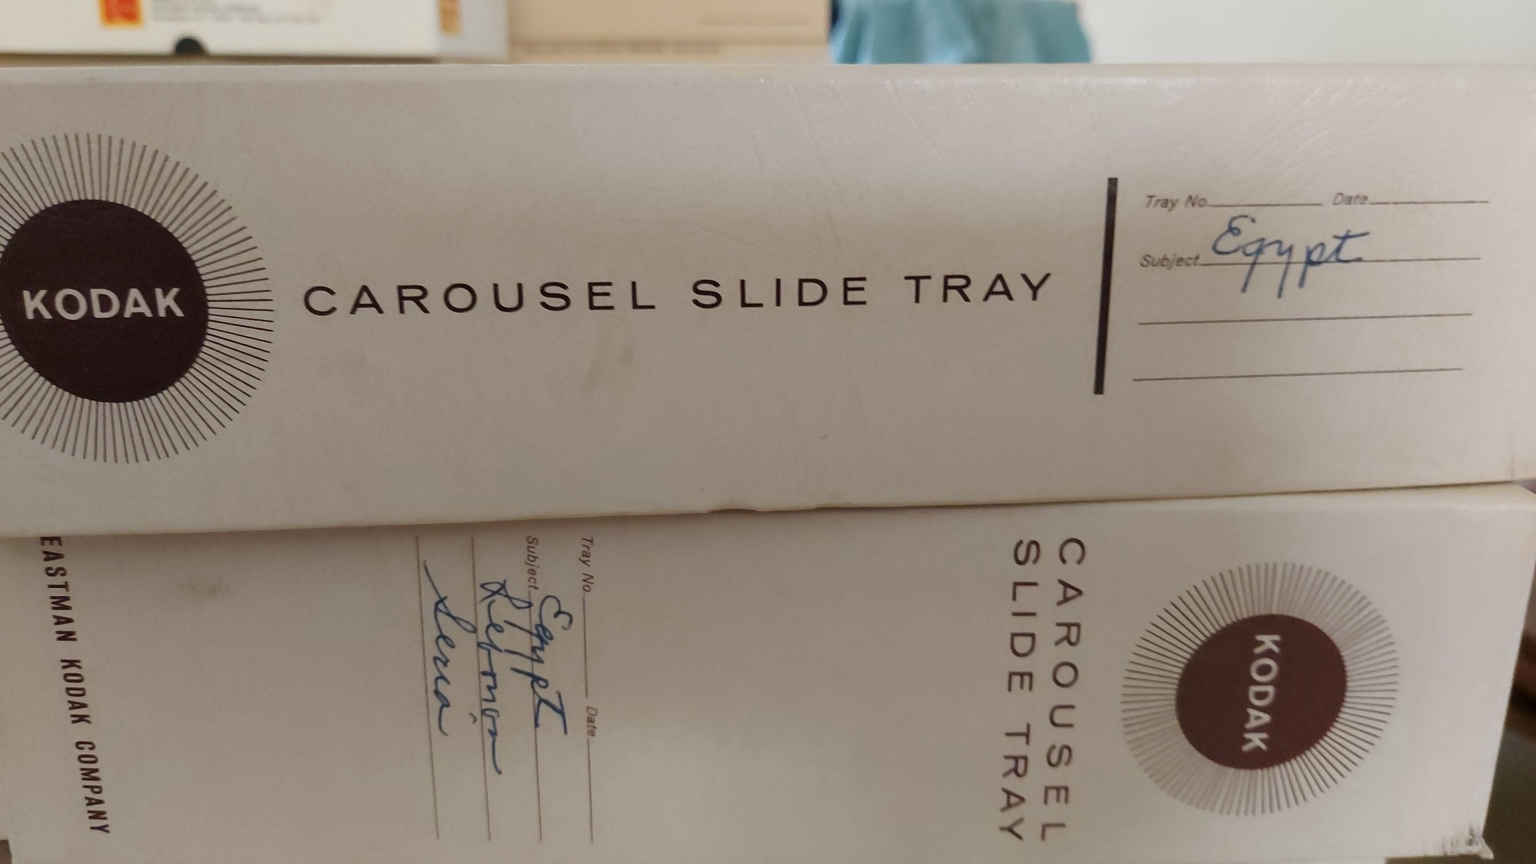 KODAK
CAROUSEL SLIDE TRAY
Tray No. Date
Subject Egypt
CAROUSEL
SLIDE TRAY
KODAK
Tray No. Date
Subject Egypt
Seria
EASTMAN KODAK COMPANY